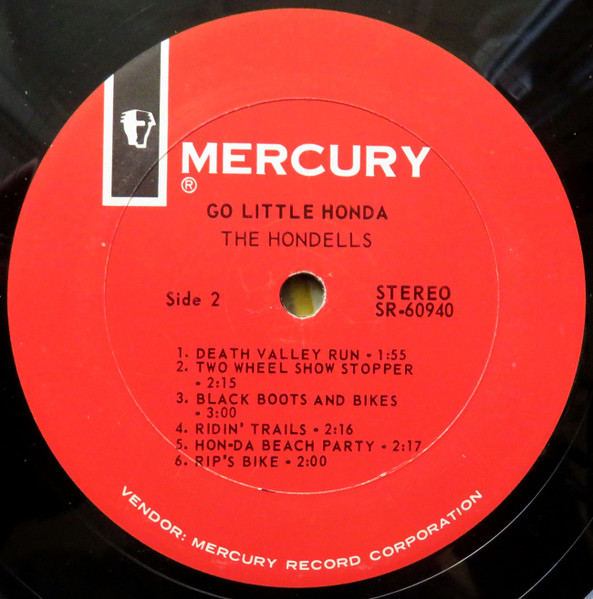 MERCURY
®
GO LITTLE HONDA
THE HONDELLS
Side 2
STEREO
SR-60940
1. DEATH VALLEY RUN - 1:55
2. TWO WHEEL SHOW STOPPER
- 2:15
3. BLACK BOOTS AND BIKES
- 3:00
4. RIDIN' TRAILS - 2:16
5. HON-DA BEACH PARTY - 2:17
6. RIP'S BIKE - 2:00
VENDOR: MERCURY RECORD CORPORATION